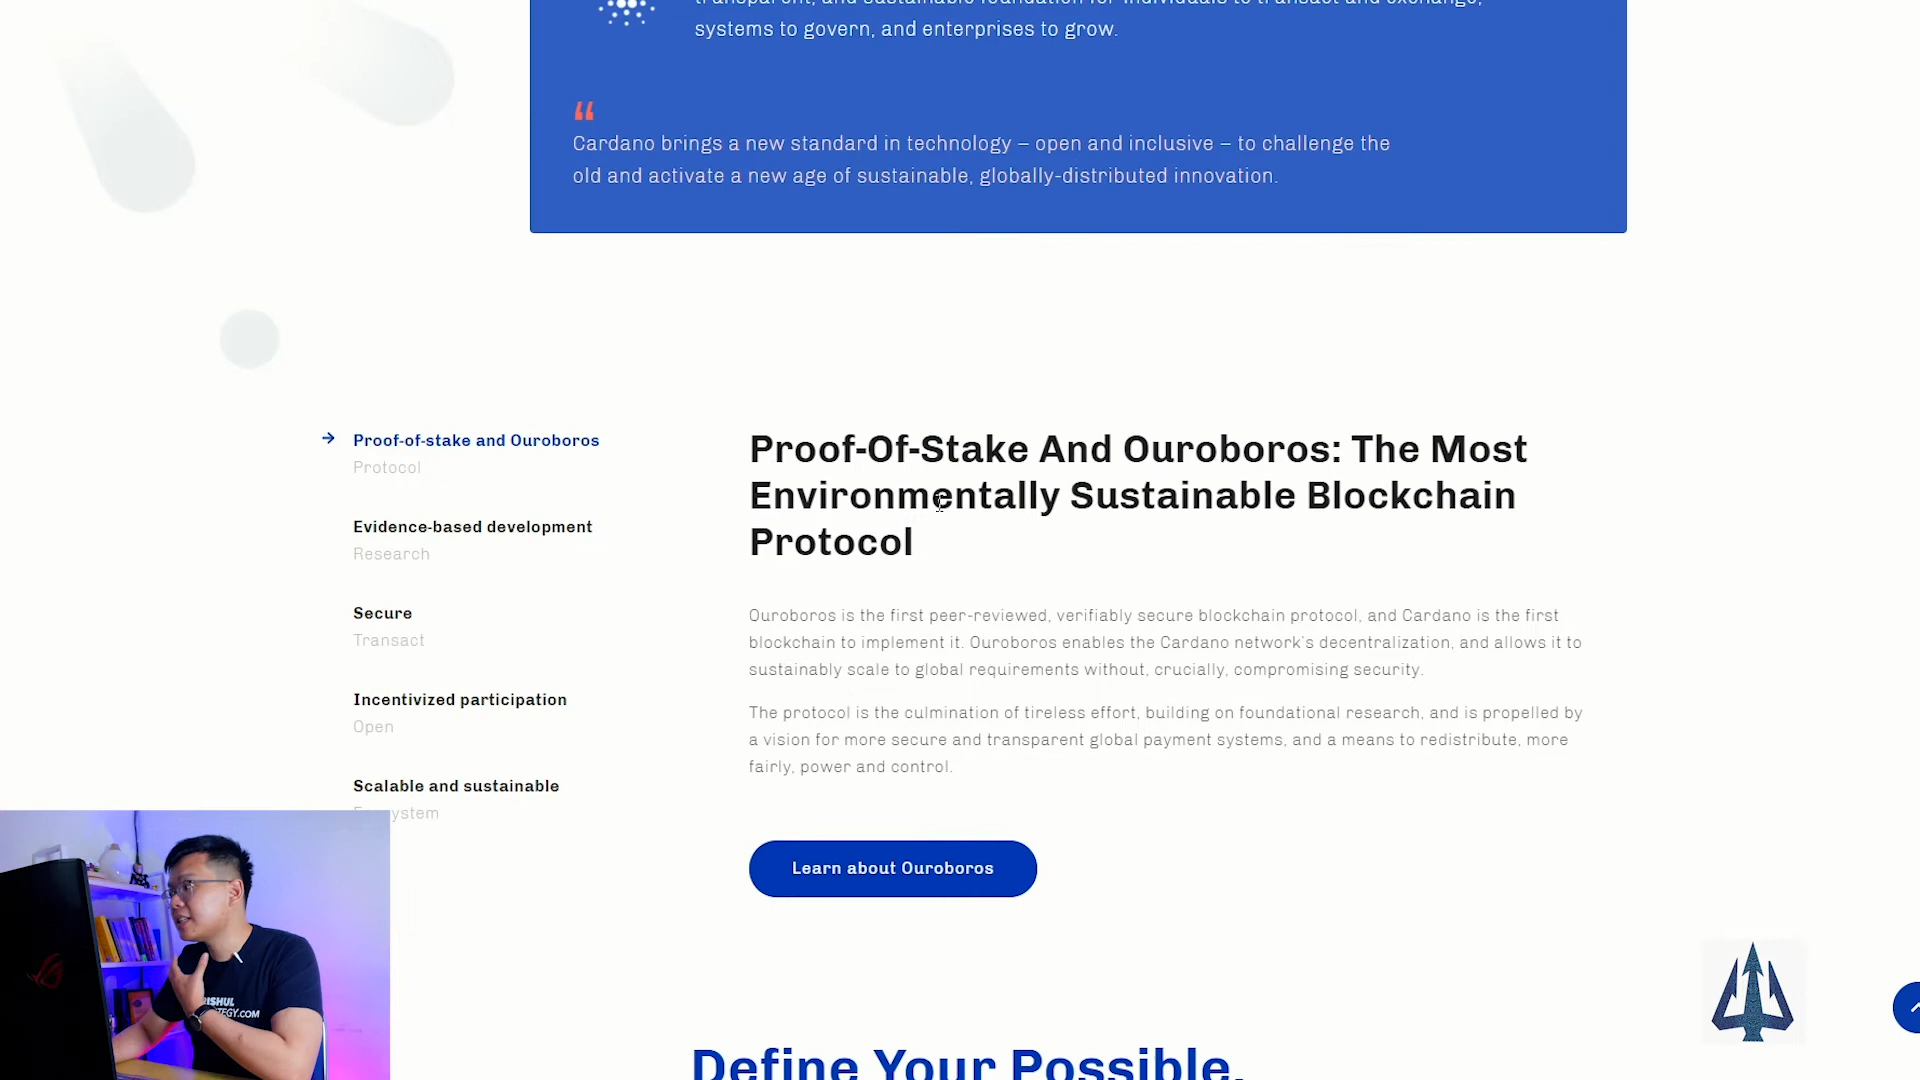 systems to govern, and enterprises to grow.
“
Cardano brings a new standard in technology – open and inclusive – to challenge the
old and activate a new age of sustainable, globally-distributed innovation.
Proof-of-stake and Ouroboros
Protocol
Evidence-based development
Research
Secure
Transact
Incentivized participation
Open
Scalable and sustainable
ystem
Proof-Of-Stake And Ouroboros: The Most
Environmentally Sustainable Blockchain
Protocol
Ouroboros is the first peer-reviewed, verifiably secure blockchain protocol, and Cardano is the first
blockchain to implement it. Ouroboros enables the Cardano network's decentralization, and allows it to
sustainably scale to global requirements without, crucially, compromising security.
The protocol is the culmination of tireless effort, building on foundational research, and is propelled by
a vision for more secure and transparent global payment systems, and a means to redistribute, more
fairly, power and control.
Learn about Ouroboros
RISHUL
TEGY.COM
Define Your Possible.